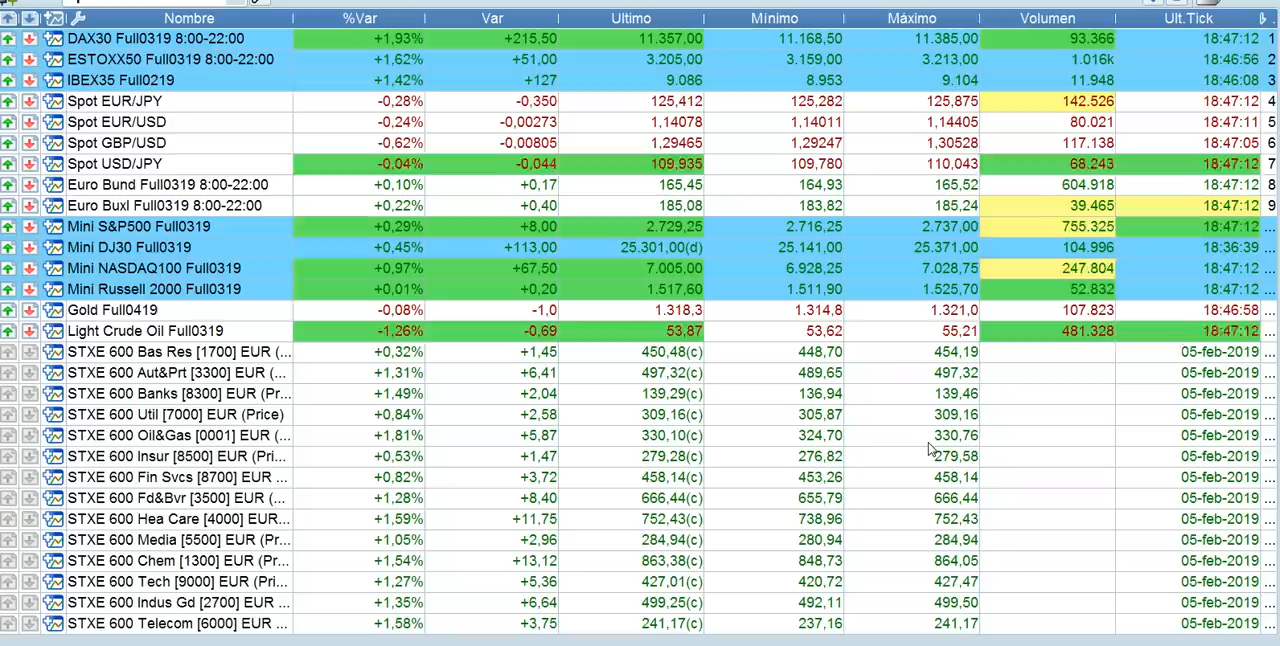 Nombre %Var Var Ultimo Mínimo Máximo Volumen Ult.Tick
DAX30 Full0319 8:00-22:00 +1,93% +215,50 11.357,00 11.168,50 11.385,00 93.366 18:47:12 1
ESTOXX50 Full0319 8:00-22:00 +1,62% +51,00 3.205,00 3.159,00 3.213,00 1.016k 18:46:56 2
IBEX35 Full0219 +1,42% +127 9.086 8.953 9.104 11.948 18:46:08 3
Spot EUR/JPY -0,28% -0,350 125,412 125,282 125,875 142.526 18:47:12 4
Spot EUR/USD -0,24% -0,00273 1,14078 1,14011 1,14405 80.021 18:47:11 5
Spot GBP/USD -0,62% -0,00805 1,29465 1,29247 1,30528 117.138 18:47:05 6
Spot USD/JPY -0,04% -0,044 109,935 109,780 110,043 68.243 18:47:12 7
Euro Bund Full0319 8:00-22:00 +0,10% +0,17 165,45 164,93 165,52 604.918 18:47:12 8
Euro Buxl Full0319 8:00-22:00 +0,22% +0,40 185,08 183,82 185,24 39.465 18:47:12 9
Mini S&P500 Full0319 +0,29% +8,00 2.729,25 2.716,25 2.737,00 755.325 18:47:12 ...
Mini DJ30 Full0319 +0,45% +113,00 25.301,00(d) 25.141,00 25.371,00 104.996 18:36:39 ...
Mini NASDAQ100 Full0319 +0,97% +67,50 7.005,00 6.928,25 7.028,75 247.804 18:47:12 ...
Mini Russell 2000 Full0319 +0,01% +0,20 1.517,60 1.511,90 1.525,70 52.832 18:47:12 ...
Gold Full0419 -0,08% -1,0 1.318,3 1.314,8 1.321,0 107.823 18:46:58 ...
Light Crude Oil Full0319 -1,26% -0,69 53,87 53,62 55,21 481.328 18:47:12 ...
STXE 600 Bas Res [1700] EUR (... +0,32% +1,45 450,48(c) 448,70 454,19 05-feb-2019 ...
STXE 600 Aut&Prt [3300] EUR (... +1,31% +6,41 497,32(c) 489,65 497,32 05-feb-2019 ...
STXE 600 Banks [8300] EUR (Pr... +1,49% +2,04 139,29(c) 136,94 139,46 05-feb-2019 ...
STXE 600 Util [7000] EUR (Price) +0,84% +2,58 309,16(c) 305,87 309,16 05-feb-2019 ...
STXE 600 Oil&Gas [0001] EUR (... +1,81% +5,87 330,10(c) 324,70 330,76 05-feb-2019 ...
STXE 600 Insur [8500] EUR (Pri... +0,53% +1,47 279,28(c) 276,82 279,58 05-feb-2019 ...
STXE 600 Fin Svcs [8700] EUR ... +0,82% +3,72 458,14(c) 453,26 458,14 05-feb-2019 ...
STXE 600 Fd&Bvr [3500] EUR (... +1,28% +8,40 666,44(c) 655,79 666,44 05-feb-2019 ...
STXE 600 Hea Care [4000] EUR... +1,59% +11,75 752,43(c) 738,96 752,43 05-feb-2019 ...
STXE 600 Media [5500] EUR (Pr... +1,05% +2,96 284,94(c) 280,94 284,94 05-feb-2019 ...
STXE 600 Chem [1300] EUR (Pr... +1,54% +13,12 863,38(c) 848,73 864,05 05-feb-2019 ...
STXE 600 Tech [9000] EUR (Pri... +1,27% +5,36 427,01(c) 420,72 427,47 05-feb-2019 ...
STXE 600 Indus Gd [2700] EUR ... +1,35% +6,64 499,25(c) 492,11 499,50 05-feb-2019 ...
STXE 600 Telecom [6000] EUR ... +1,58% +3,75 241,17(c) 237,16 241,17 05-feb-2019 ...